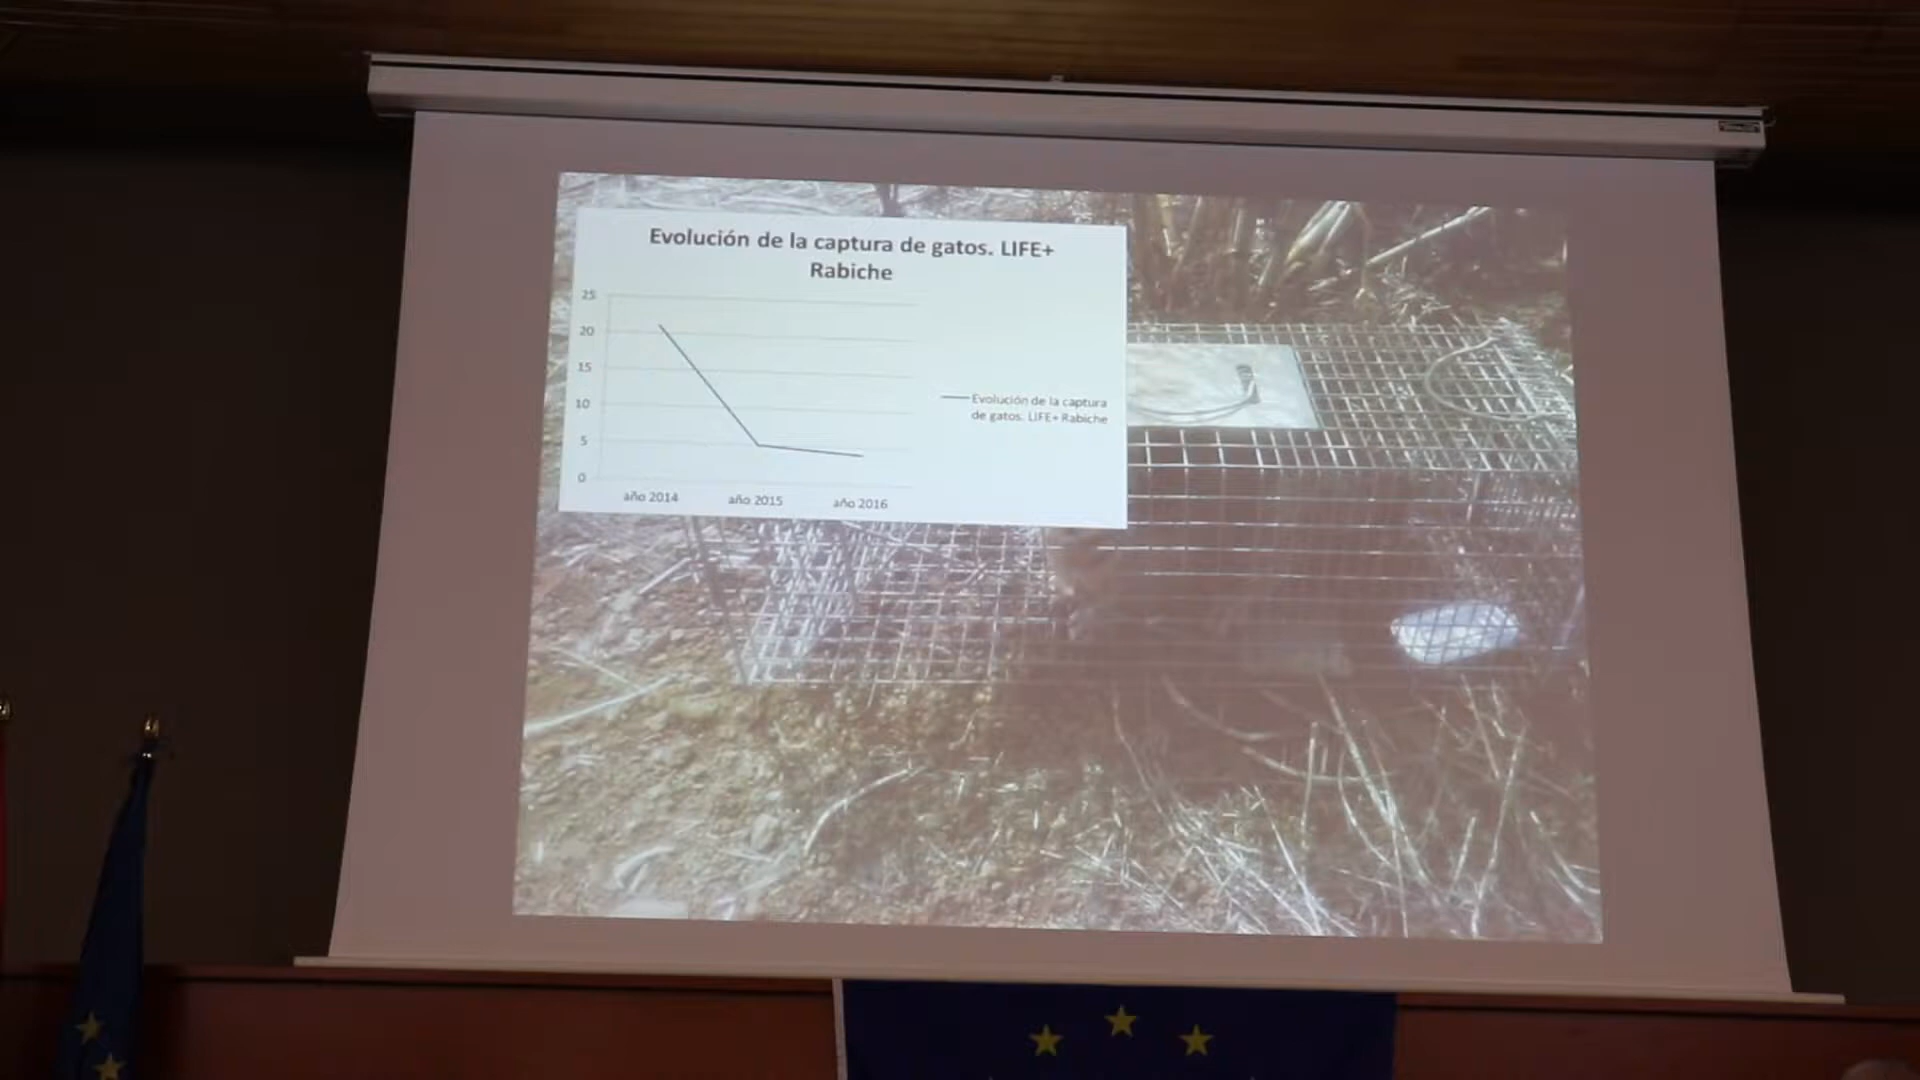 Evolución de la captura de gatos. LIFE+
Rabiche
25
20
15
10
5
0
año 2014
año 2015
año 2016
Evolución de la captura
de gatos. LIFE+ Rabiche